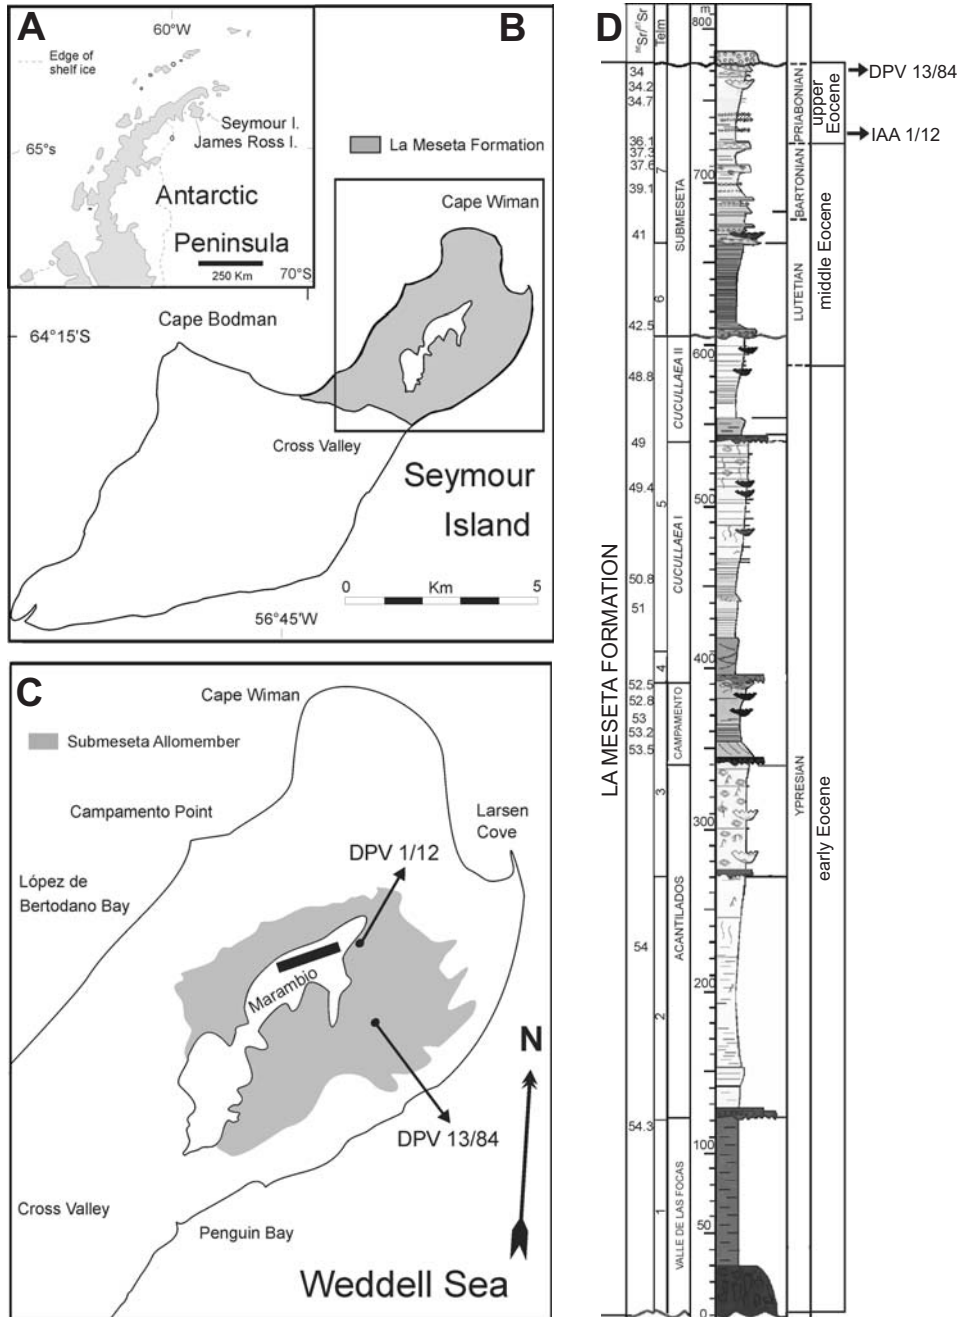 A
60°W
Edge of
shelf ice
65°s
Seymour I.
James Ross I.
Antarctic
Peninsula
250 Km
70°S
B
La Meseta Formation
Cape Wiman
64°15'S
Cape Bodman
Cross Valley
Seymour
Island
0 Km 5
56°45'W
C
Cape Wiman
Submeseta Allomember
Campamento Point
Larsen
Cove
DPV 1/12
López de
Bertodano Bay
Marambio
N
DPV 13/84
Cross Valley
Penguin Bay
Weddell Sea
D
LA MESETA FORMATION
Telm
m
800
700
600
500
400
300
200
100
50
0
34
34.2
34.7
36.1
37.3
37.6
39.1
41
42.5
48.8
49
49.4
50.8
51
52.5
52.8
53
53.2
53.5
54
54.3
7
6
5
4
3
2
1
SUBMESETA
CUCULLAEA II
CUCULLAEA I
CAMPAMENTO
ACANTILADOS
VALLE DE LAS FOCAS
PRIABONIAN
BARTONIAN
LUTETIAN
YPRESIAN
upper
Eocene
middle Eocene
early Eocene
DPV 13/84
IAA 1/12